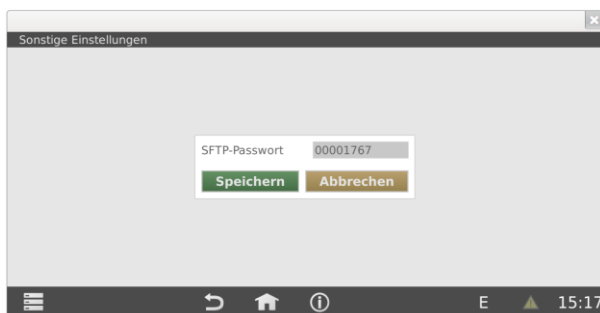 Sonstige Einstellungen
SFTP-Passwort 00001767
Speichern Abbrechen
E 15:17